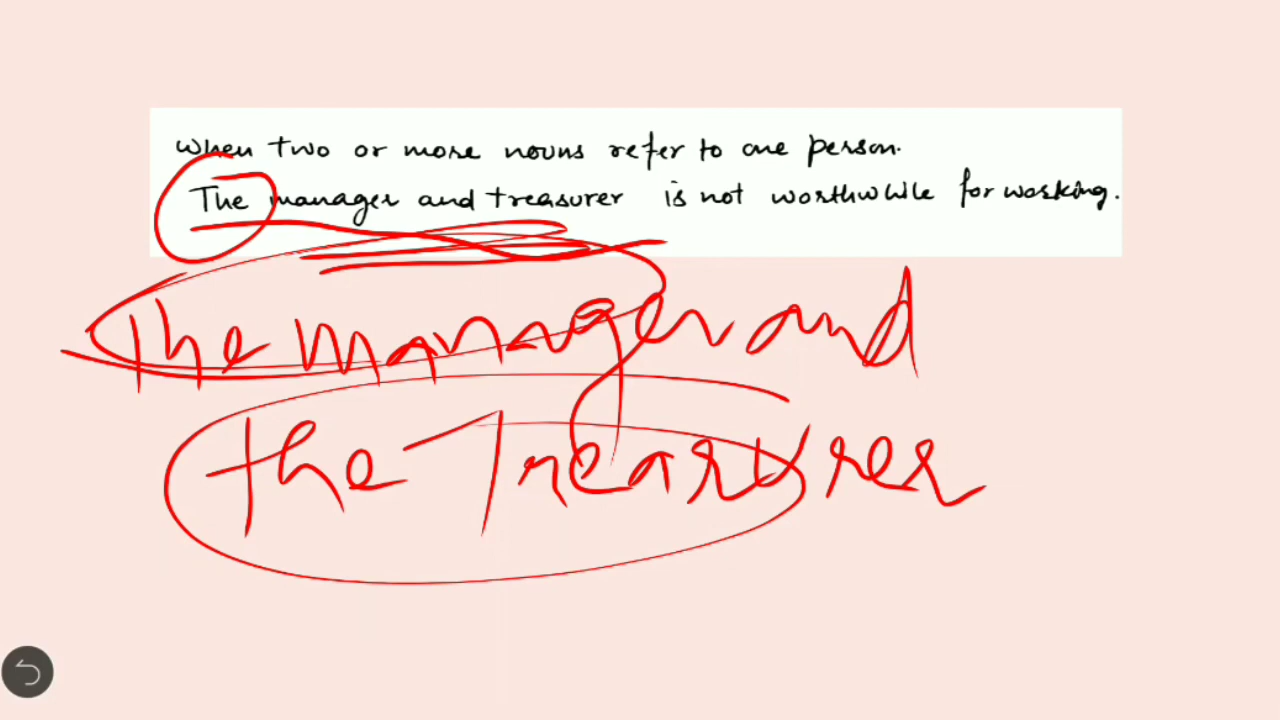 when two or more nouns refer to one person.
The manager and treasurer is not worthwhile for working.
The manager and
the Treasurer